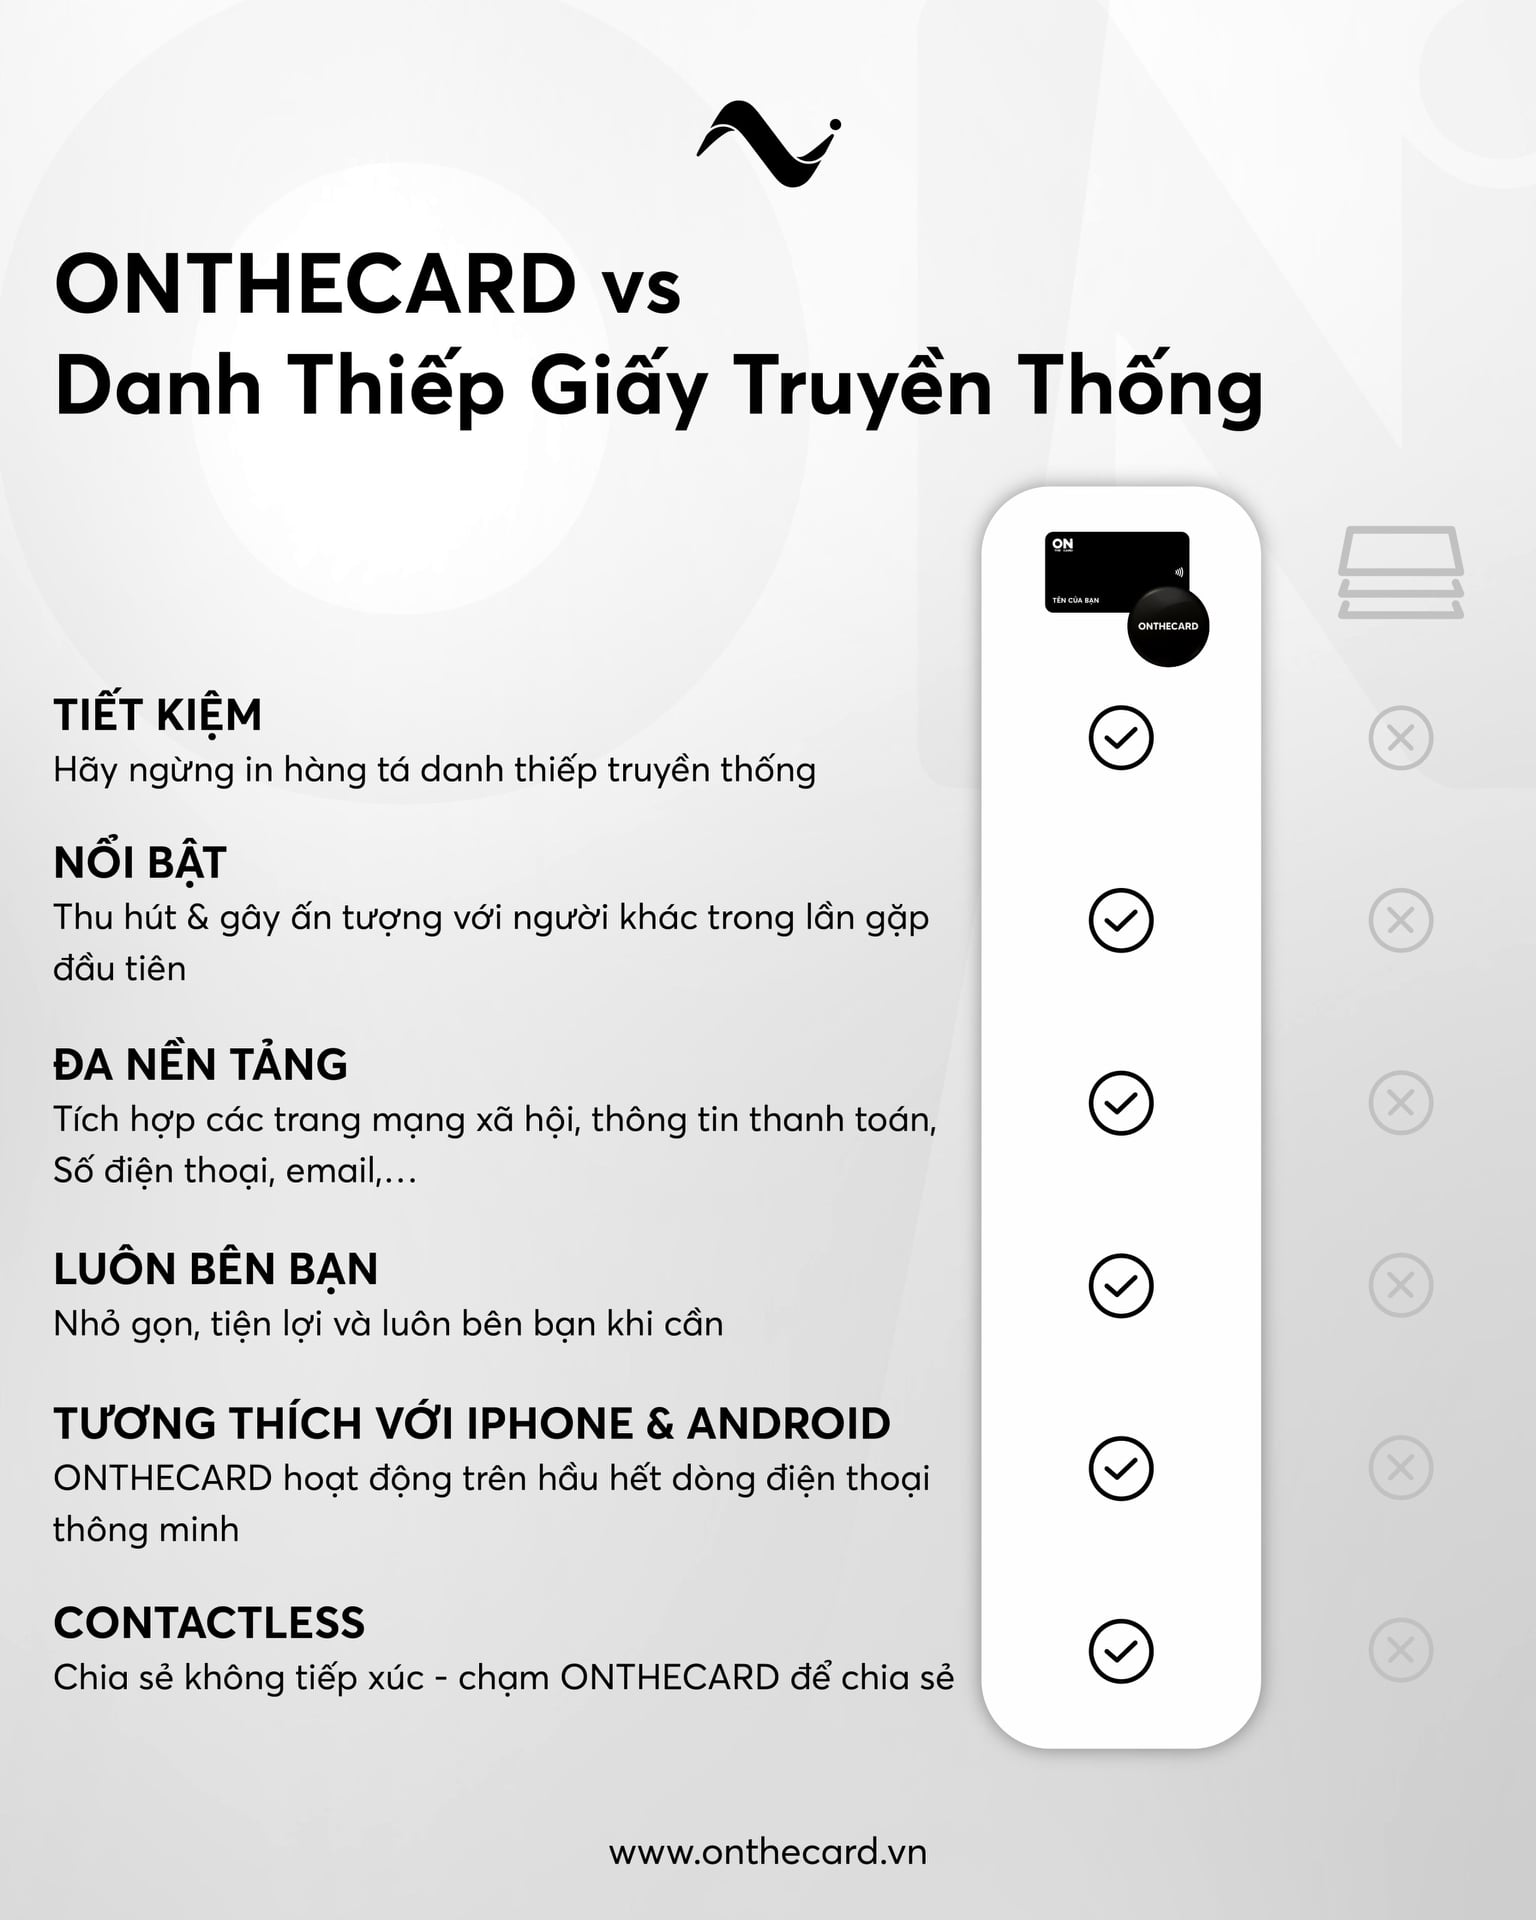 ONTHECARD vs
Danh Thiếp Giấy Truyền Thống
ON
THE CARD
TÊN CỦA BẠN
ONTHECARD
TIẾT KIỆM
Hãy ngừng in hàng tá danh thiếp truyền thống
NỔI BẬT
Thu hút & gây ấn tượng với người khác trong lần gặp
đầu tiên
ĐA NỀN TẢNG
Tích hợp các trang mạng xã hội, thông tin thanh toán,
Số điện thoại, email,...
LUÔN BÊN BẠN
Nhỏ gọn, tiện lợi và luôn bên bạn khi cần
TƯƠNG THÍCH VỚI IPHONE & ANDROID
ONTHECARD hoạt động trên hầu hết dòng điện thoại
thông minh
CONTACTLESS
Chia sẻ không tiếp xúc - chạm ONTHECARD để chia sẻ
www.onthecard.vn